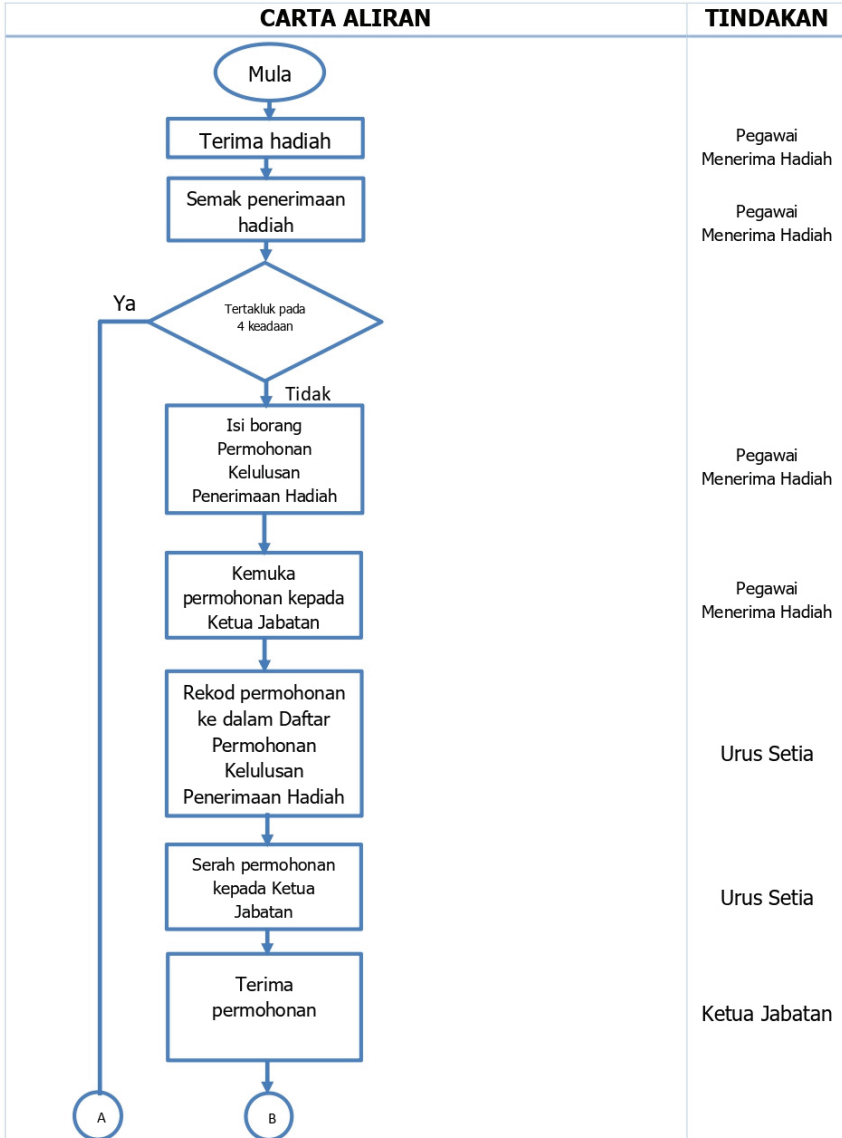 CARTA ALIRAN
TINDAKAN
Mula
Terima hadiah
Pegawai
Menerima Hadiah
Semak penerimaan
hadiah
Pegawai
Menerima Hadiah
Ya
Tertakluk pada
4 keadaan
Tidak
Isi borang
Permohonan
Kelulusan
Penerimaan Hadiah
Pegawai
Menerima Hadiah
Kemuka
permohonan kepada
Ketua Jabatan
Pegawai
Menerima Hadiah
Rekod permohonan
ke dalam Daftar
Permohonan
Kelulusan
Penerimaan Hadiah
Urus Setia
Serah permohonan
kepada Ketua
Jabatan
Urus Setia
Terima
permohonan
Ketua Jabatan
A
B